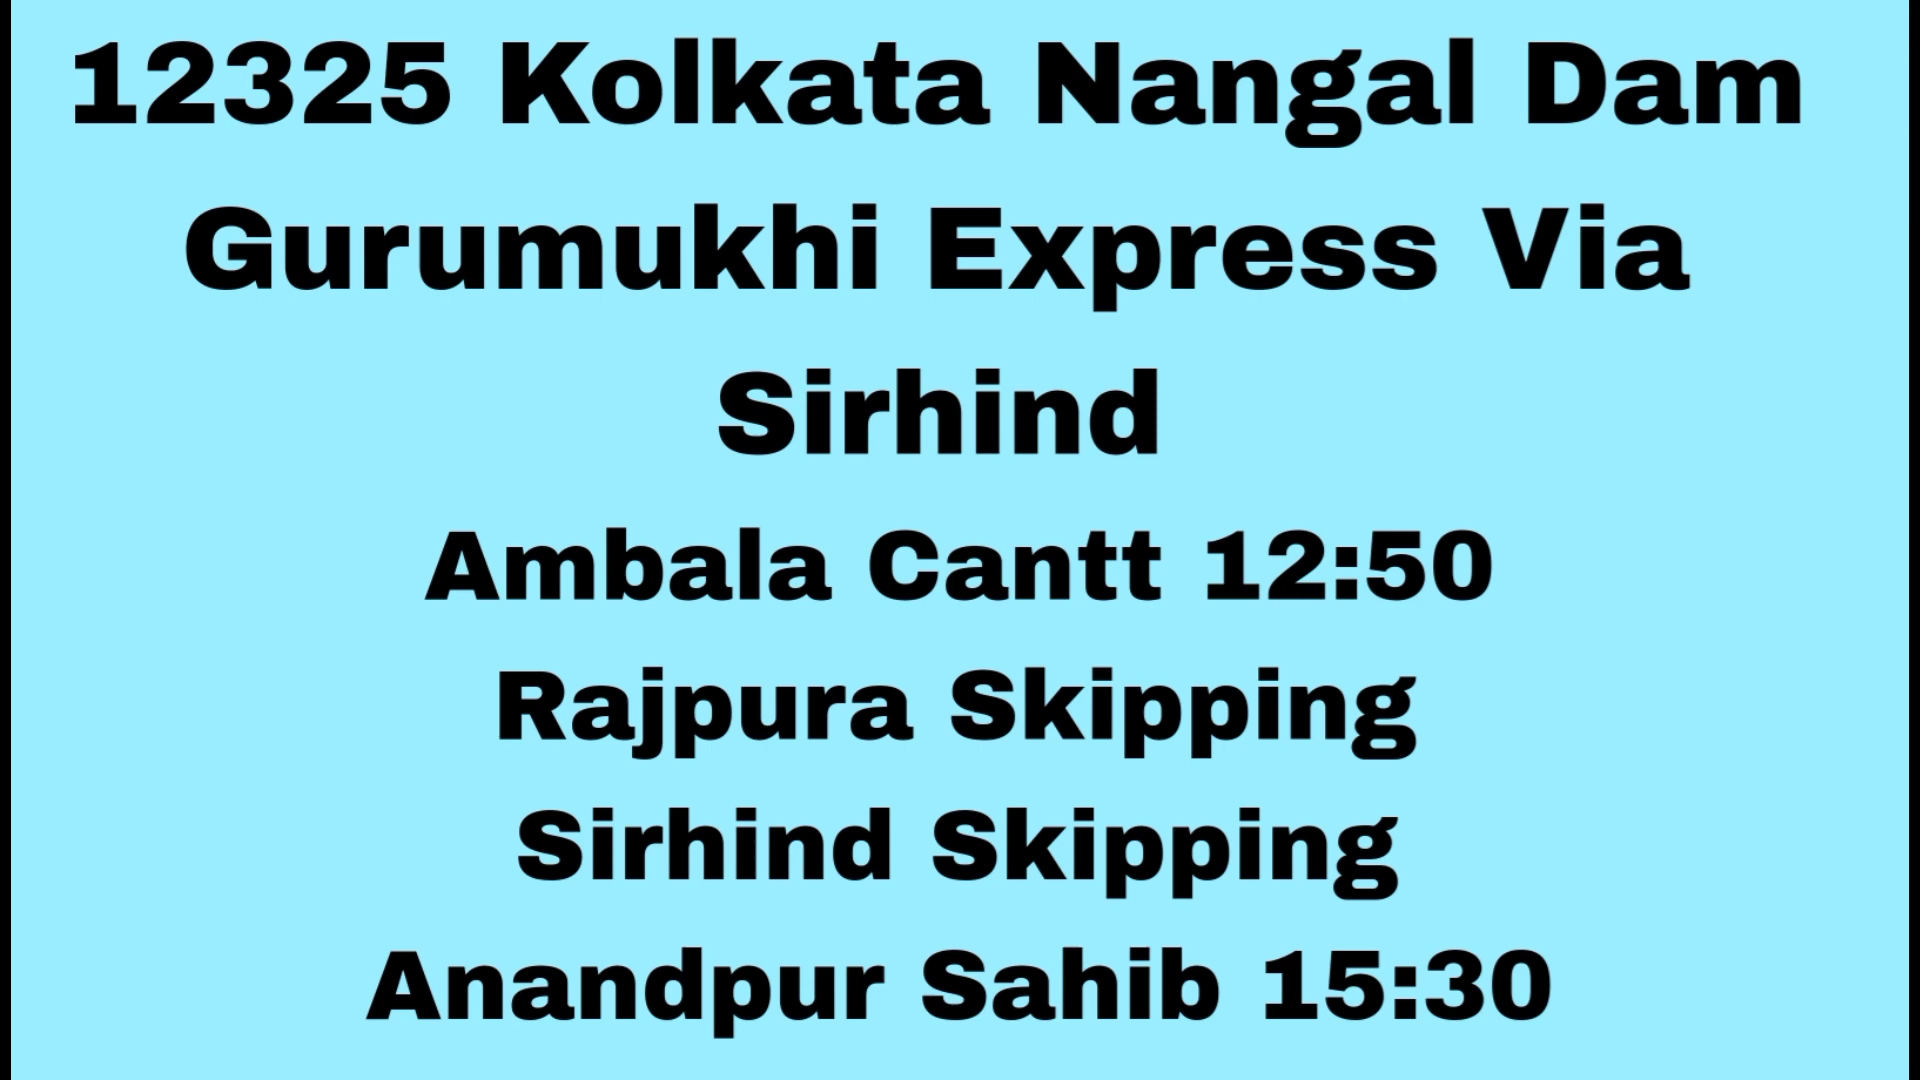 12325 Kolkata Nangal Dam
Gurumukhi Express Via
Sirhind
Ambala Cantt 12:50
Rajpura Skipping
Sirhind Skipping
Anandpur Sahib 15:30